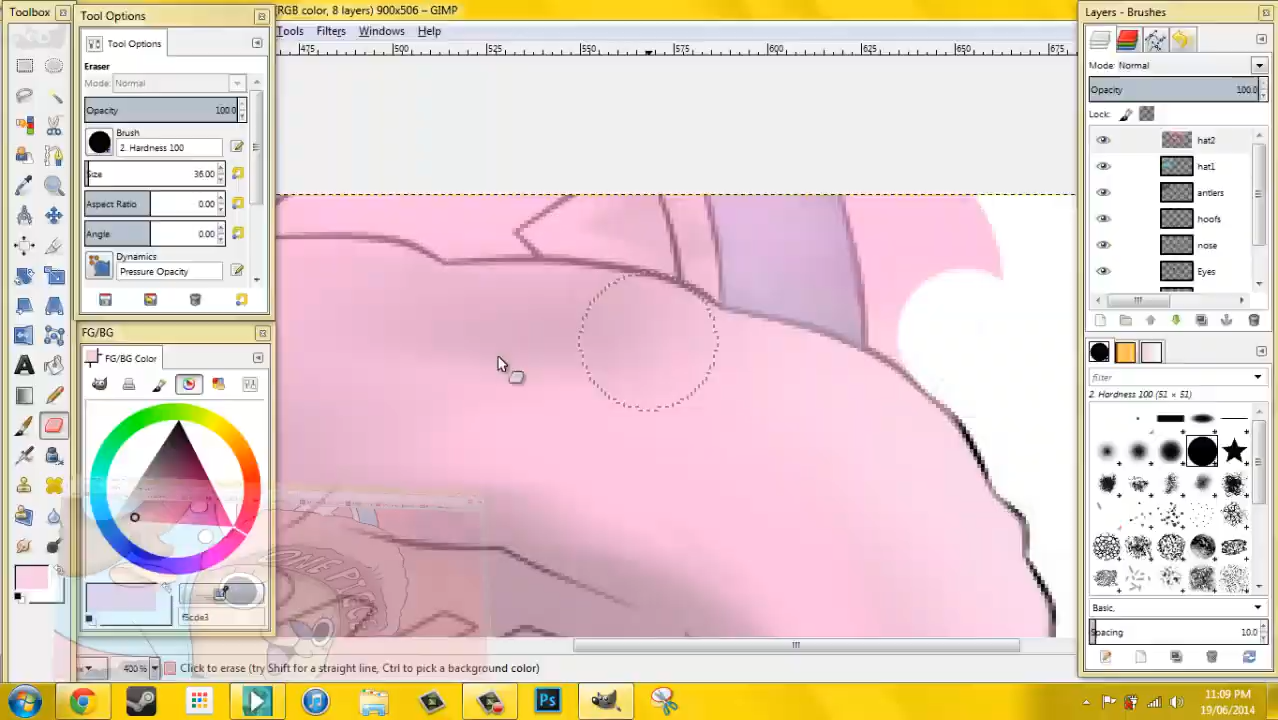 Toolbox
Tool Options
(RGB color, 8 layers) 900x506 – GIMP
Layers - Brushes
Tools Filters Windows Help
Tool Options
475 500 525 550 575 600 625 650 675
Eraser
Mode: Normal
Mode: Normal
Opacity 100.0
Opacity 100.0
Lock:
Brush
2. Hardness 100
hat2
Size 36.00
hat1
Aspect Ratio 0.00
antlers
Angle 0.00
hoofs
Dynamics
Pressure Opacity
nose
Eyes
FG/BG
FG/BG Color
filter
2. Hardness 100 (51 × 51)
ONE PIECE
f5cde3
Basic,
Spacing 10.0
400 %
Click to erase (try Shift for a straight line, Ctrl to pick a background color)
Ps
11:09 PM
19/06/2014